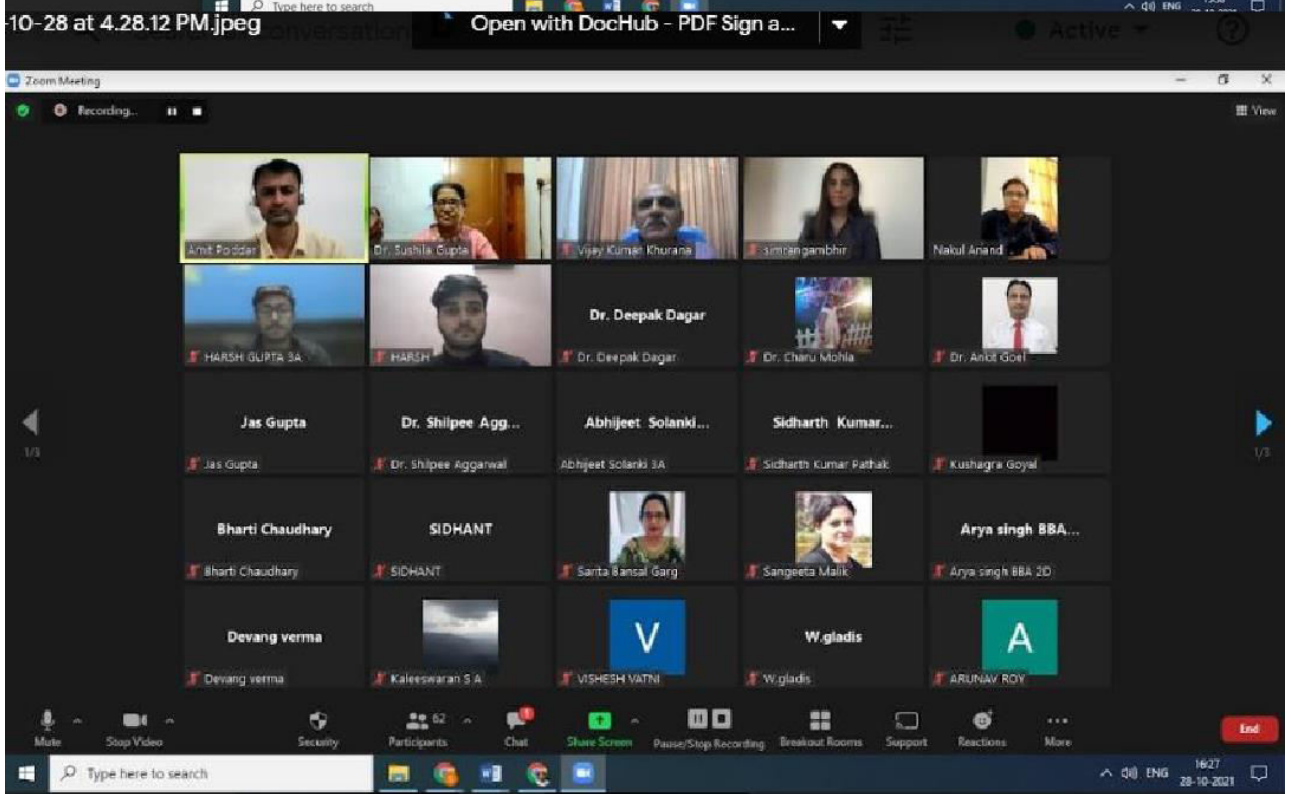 Type here to search
ENG
-10-28 at 4.28.12 PM.jpeg
Open with DocHub - PDF Sign a...
Active
Zoom Meeting
Recording...
View
Amit Poddar
Dr. Sushila Gupta
Vijay Kumar Khurana
simrangambhir
Nakul Anand
HARSH GUPTA 3A
HARSH
Dr. Deepak Dagar
Dr. Deepak Dagar
Dr. Charu Mohla
Dr. Ankit Goel
Jas Gupta
Dr. Shilpee Agg...
Abhijeet Solanki...
Sidharth Kumar...
1/3
Jas Gupta
Dr. Shilpee Aggarwal
Abhijeet Solanki 3A
Sidharth Kumar Pathak
Kushagra Goyal
1/3
Bharti Chaudhary
SIDHANT
Arya singh BBA...
Bharti Chaudhary
SIDHANT
Sarita Bansal Garg
Sangeeta Malik
Arya singh BBA 2D
Devang verma
V
W.gladis
A
Devang verma
Kaleeswaran S A
VISHESH VATNI
W.gladis
ARUNAV ROY
62
1
Mute
Stop Video
Security
Participants
Chat
Share Screen
Pause/Stop Recording
Breakout Rooms
Support
Reactions
More
End
Type here to search
ENG
16:27
28-10-2021